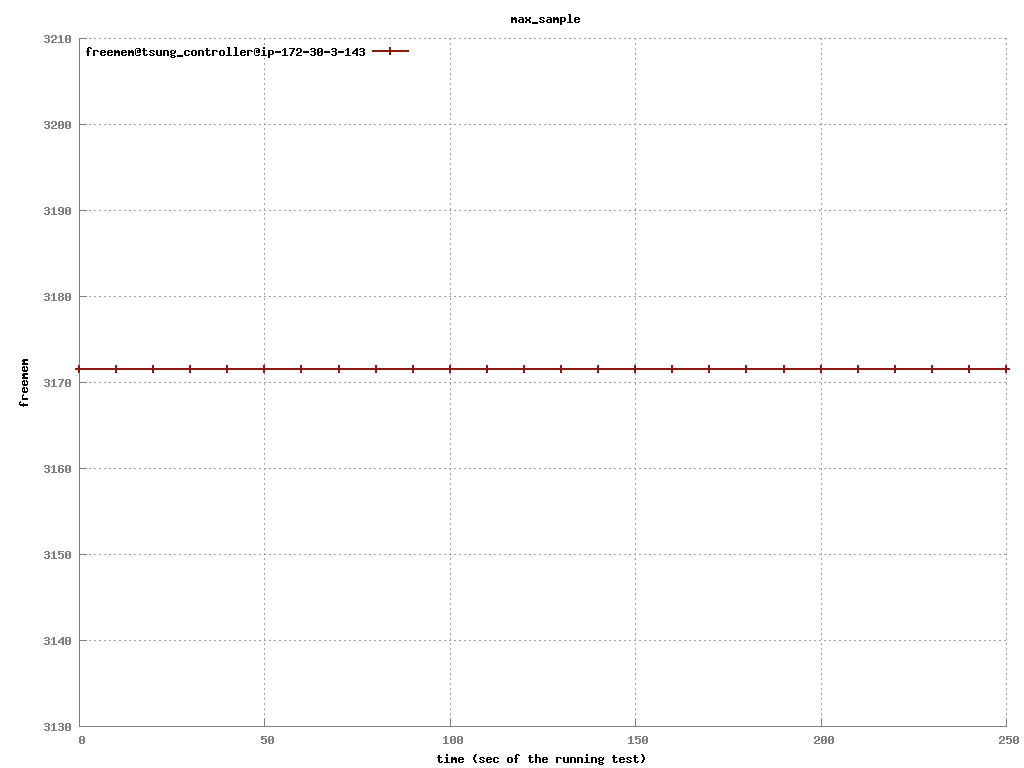 max_sample
3210
freemem@tsung_controller@ip-172-30-3-143
3200
3190
3180
3170
3160
3150
3140
3130
freemem
0 50 100 150 200 250
time (sec of the running test)